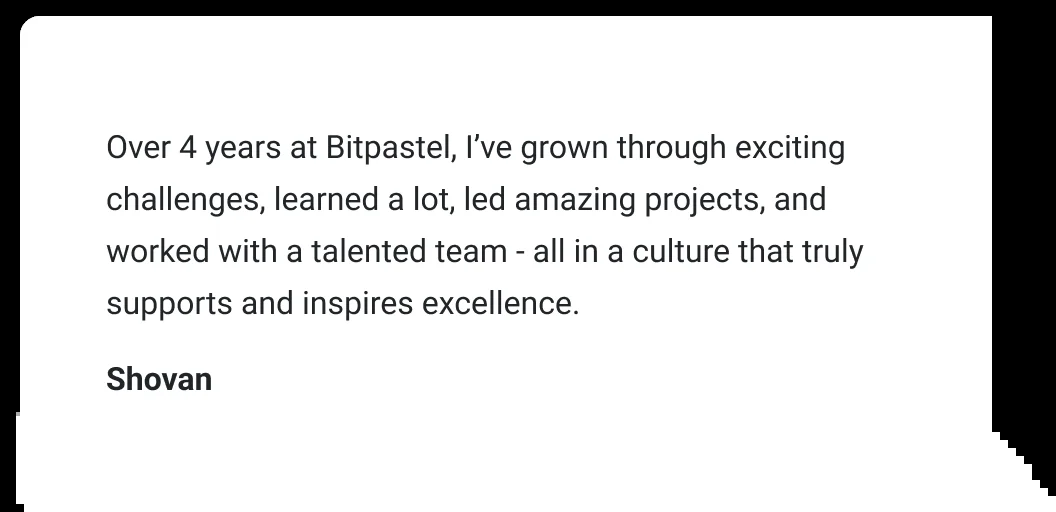 Over 4 years at Bitpastel, I’ve grown through exciting
challenges, learned a lot, led amazing projects, and
worked with a talented team - all in a culture that truly
supports and inspires excellence.
Shovan